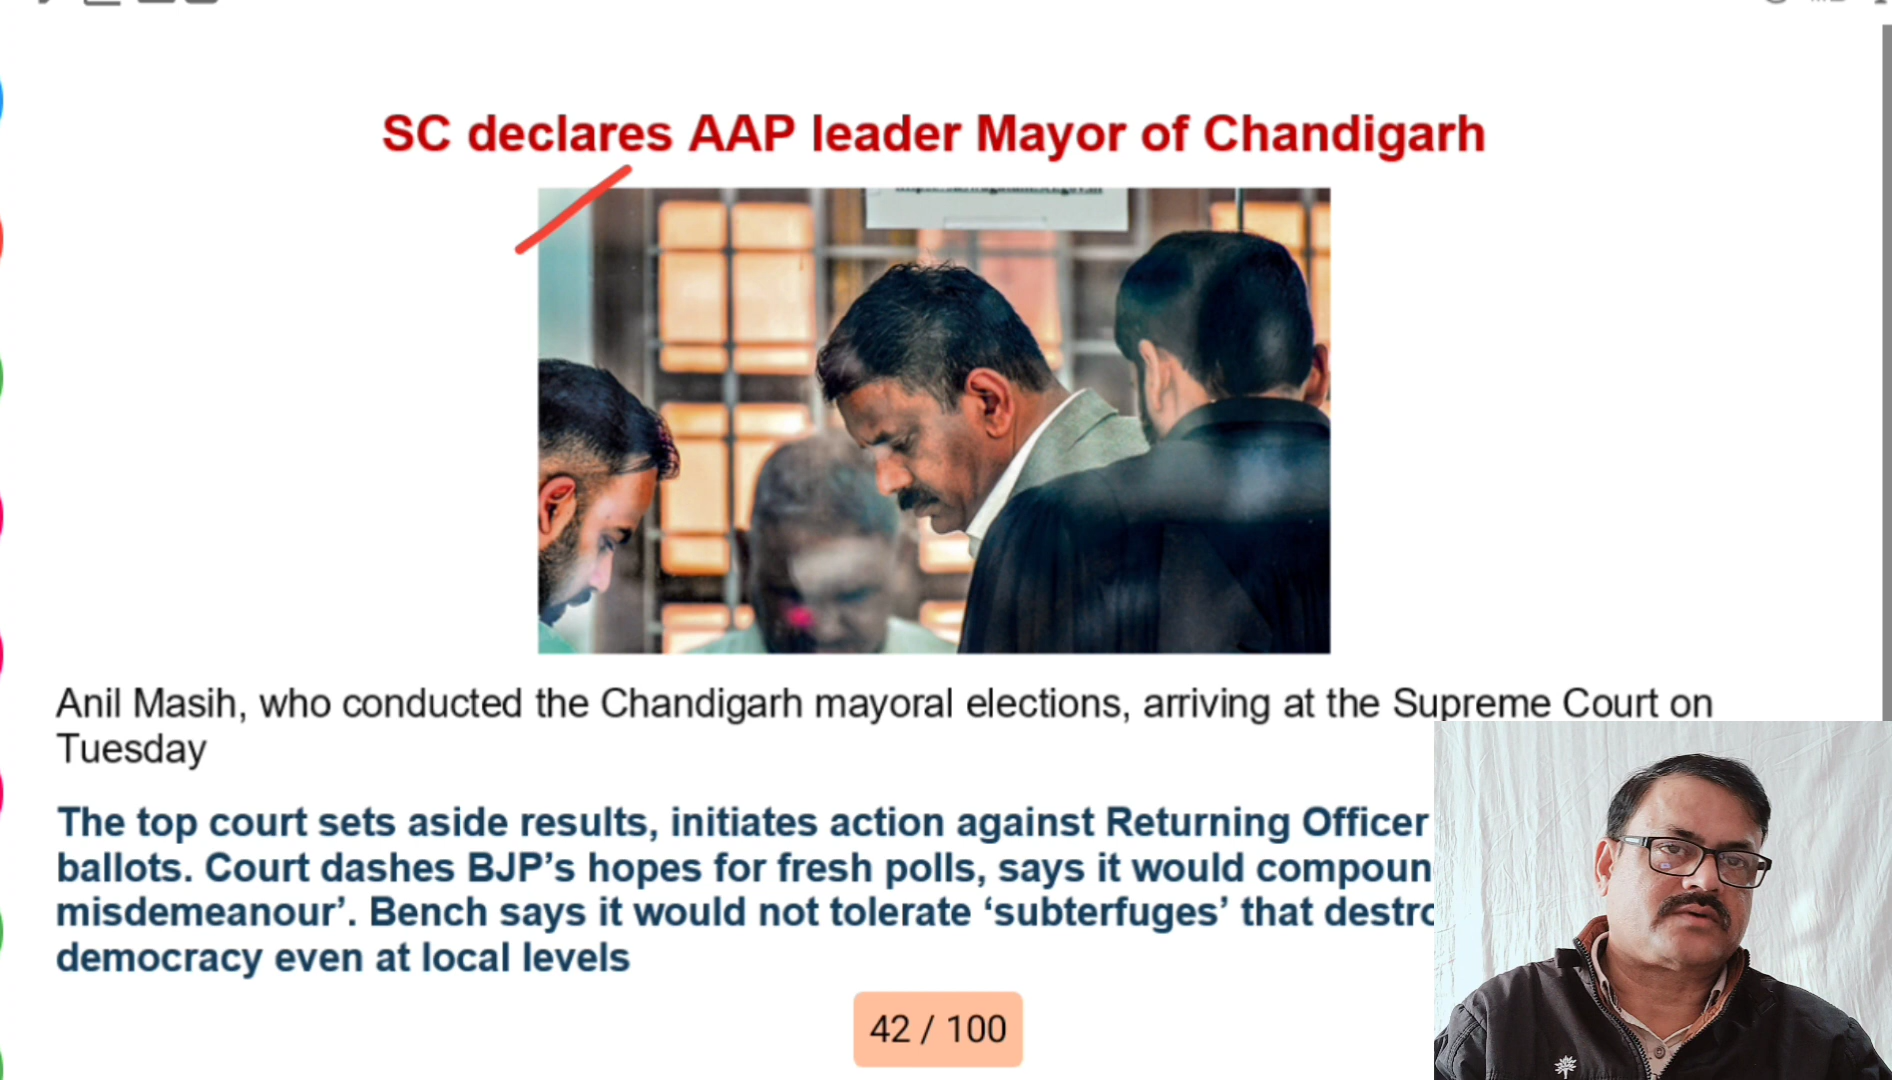 SC declares AAP leader Mayor of Chandigarh
Anil Masih, who conducted the Chandigarh mayoral elections, arriving at the Supreme Court on
Tuesday
The top court sets aside results, initiates action against Returning Officer
ballots. Court dashes BJP’s hopes for fresh polls, says it would
misdemeanour’. Bench says it would not tolerate ‘subterfuges’ that
democracy even at local levels
42 / 100